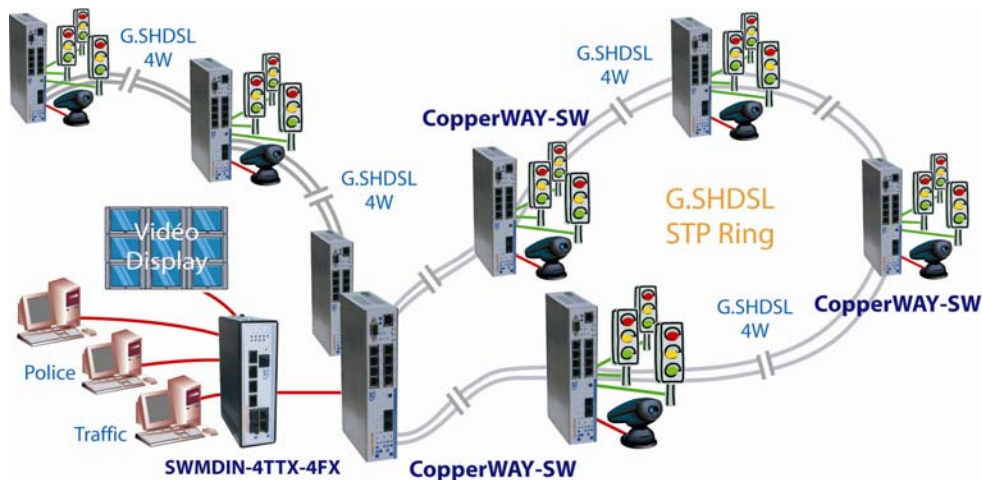 G.SHDSL
4W
G.SHDSL
4W
CopperWAY-SW
G.SHDSL
4W
G.SHDSL
STP Ring
Vidéo
Display
G.SHDSL
4W
CopperWAY-SW
Police
Traffic
SWMDIN-4TTX-4FX
CopperWAY-SW